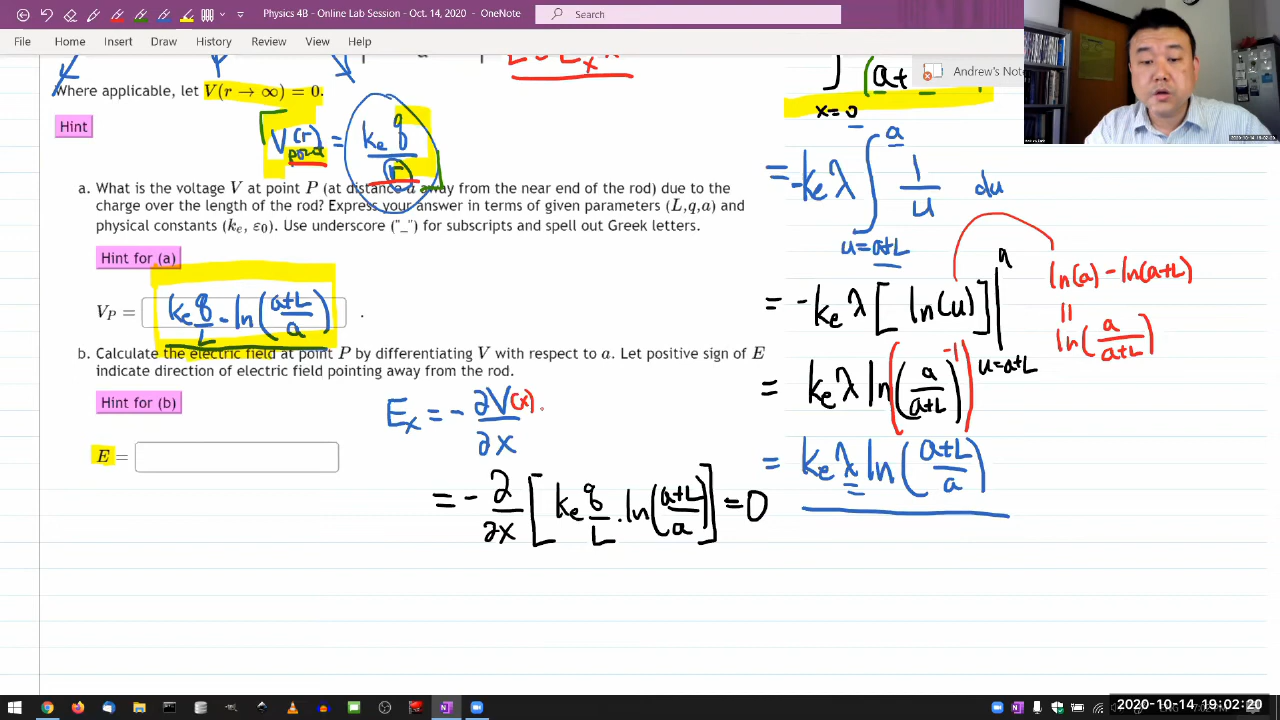 Physics 4B - Online Lab Session - Oct. 14, 2020 - OneNote
Search
File Home Insert Draw History Review View Help
Andrew's Note
Where applicable, let V(r → ∞) = 0.
Hint
V(r) = k_e q / r
point
a. What is the voltage V at point P (at distance a away from the near end of the rod) due to the
charge over the length of the rod? Express your answer in terms of given parameters (L,q,a) and
physical constants (k_e, ε_0). Use underscore ("_") for subscripts and spell out Greek letters.
Hint for (a)
V_P = k_e q/L · ln((a+L)/a) .
b. Calculate the electric field at point P by differentiating V with respect to a. Let positive sign of E
indicate direction of electric field pointing away from the rod.
Hint for (b)
E_x = - ∂V(x)/∂x
E =
= - ∂/∂x [k_e q/L · ln((a+L)/a)] = 0
x=0
= -k_e λ ∫_{u=a+L}^{a} 1/u du
= -k_e λ [ln(u)] |_{u=a+L}^{a}
ln(a) - ln(a+L)
=
ln(a/(a+L))
= k_e λ ln(a/(a+L))^{-1}
= k_e λ ln((a+L)/a)
2020-10-14 19:02:20